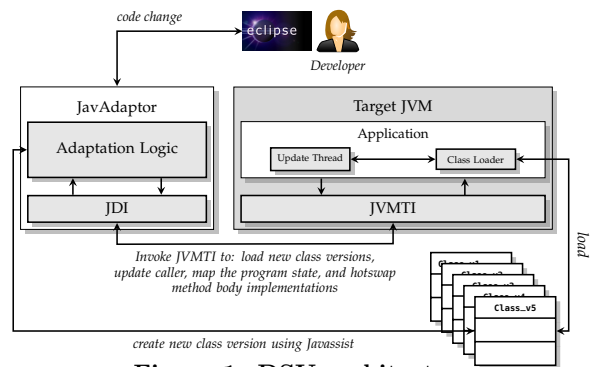 code change
eclipse
Developer
JavAdaptor
Target JVM
Application
Adaptation Logic
Update Thread
Class Loader
JDI
JVMTI
Invoke JVMTI to: load new class versions,
update caller, map the program state, and hotswap
method body implementations
load
Class_v5
create new class version using Javassist